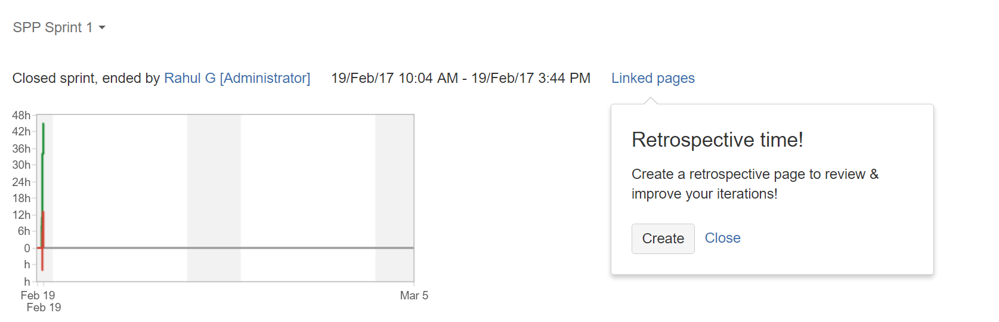 SPP Sprint 1
Closed sprint, ended by Rahul G [Administrator] 19/Feb/17 10:04 AM - 19/Feb/17 3:44 PM Linked pages
48h
42h
36h
30h
24h
18h
12h
6h
0
h
h
Feb 19
Feb 19
Mar 5
Retrospective time!
Create a retrospective page to review &
improve your iterations!
Create Close